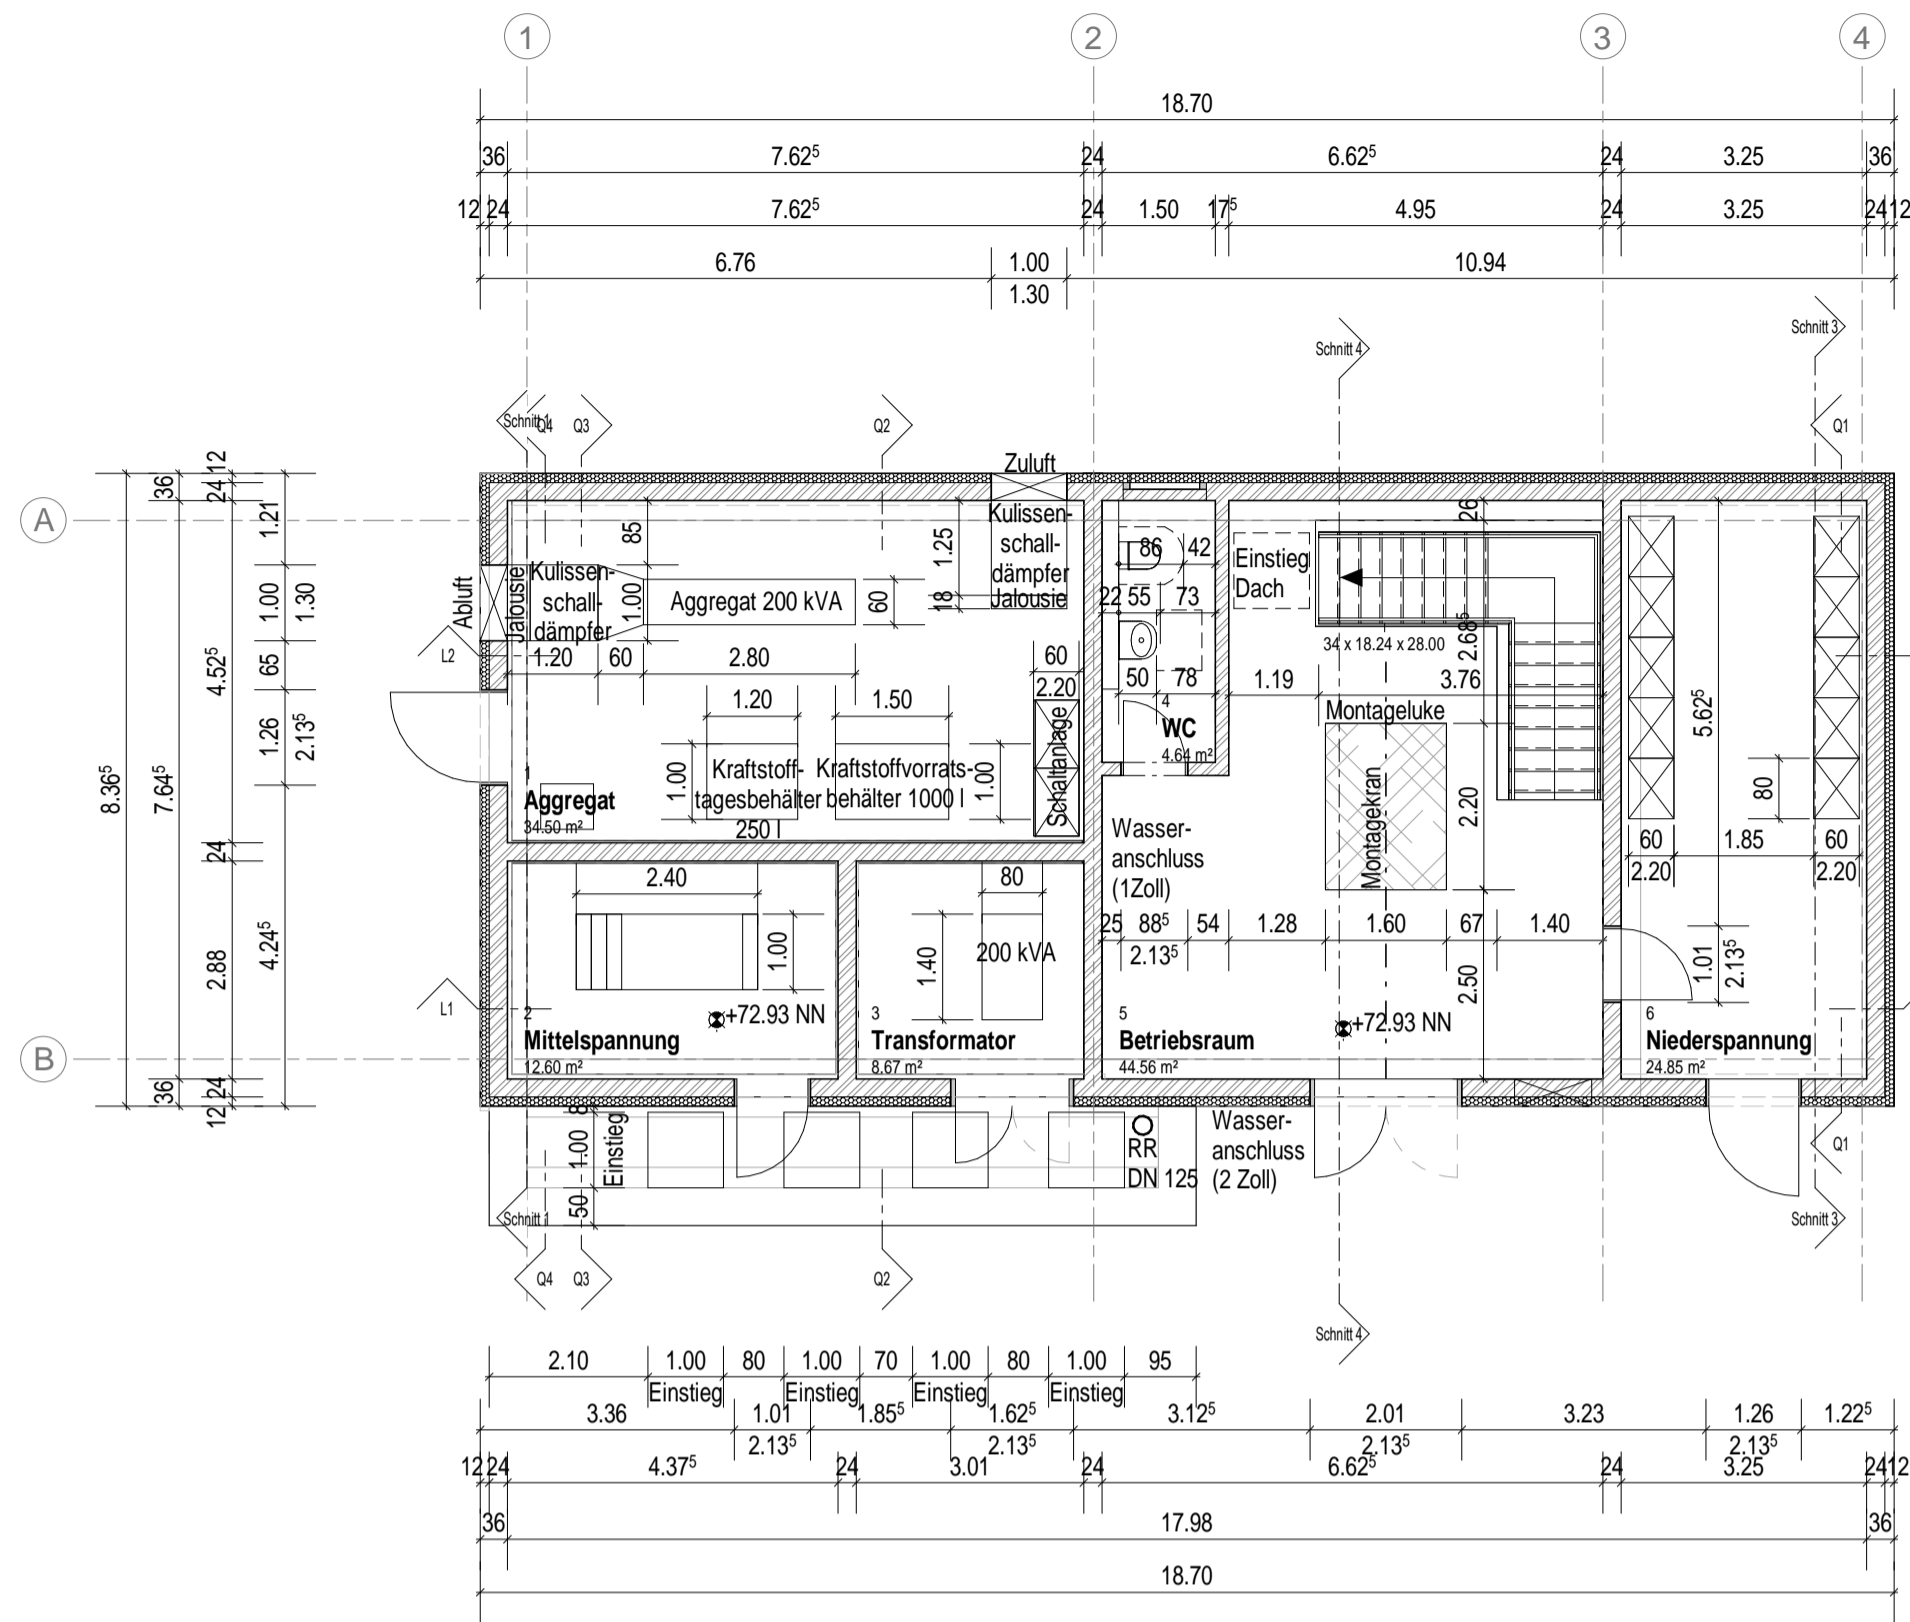 1 2 3 4
18.70
36 7.62⁵ 24 6.62⁵ 24 3.25 36
12 24 7.62⁵ 24 1.50 17⁵ 4.95 24 3.25 24 12
6.76 1.00 10.94
1.30
Schnitt 3
Schnitt 4
Schnitt 1 Q4 Q3 Q2 Q1
A
B
8.36⁵
36 7.64⁵ 36
12 24 4.52⁵ 24 2.88 24 12
1.21 1.00 65 1.26 4.24⁵
1.30 2.13⁵
Zuluft
Abluft
Jalousie
Kulissen-
schall-
dämpfer
85
1.00
Aggregat 200 kVA
60
1.20 60 2.80
1.25
18
Kulissen-
schall-
dämpfer
Jalousie
L2
60
2.20
Schaltanlage
1.20 1.50
1.00
Kraftstoff-
tagesbehälter
250 l
Kraftstoffvorrats-
behälter 1000 l
1.00
1
Aggregat
34.50 m²
86 42
22 55 73
50 78
4
WC
4.64 m²
Einstieg
Dach
26
2.68⁵
34 x 18.24 x 28.00
1.19 3.76
Montageluke
Montagekran
2.20
2.50
Wasser-
anschluss
(1Zoll)
25 88⁵ 54 1.28 1.60 67 1.40
2.13⁵
5.62⁵
80
60 1.85 60
2.20 2.20
1.01
2.13⁵
L1
2.40
1.00
+72.93 NN
2
Mittelspannung
12.60 m²
80
1.40
200 kVA
3
Transformator
8.67 m²
+72.93 NN
5
Betriebsraum
44.56 m²
6
Niederspannung
24.85 m²
8
1.00
50
Einstieg
RR
DN 125
Wasser-
anschluss
(2 Zoll)
Q1
Schnitt 1
Schnitt 3
Q4 Q3 Q2
Schnitt 4
2.10 1.00 80 1.00 70 1.00 80 1.00 95
Einstieg Einstieg Einstieg Einstieg
3.36 1.01 1.85⁵ 1.62⁵ 3.12⁵ 2.01 3.23 1.26 1.22⁵
2.13⁵ 2.13⁵ 2.13⁵ 2.13⁵
12 24 4.37⁵ 24 3.01 24 6.62⁵ 24 3.25 24 12
36 17.98 36
18.70